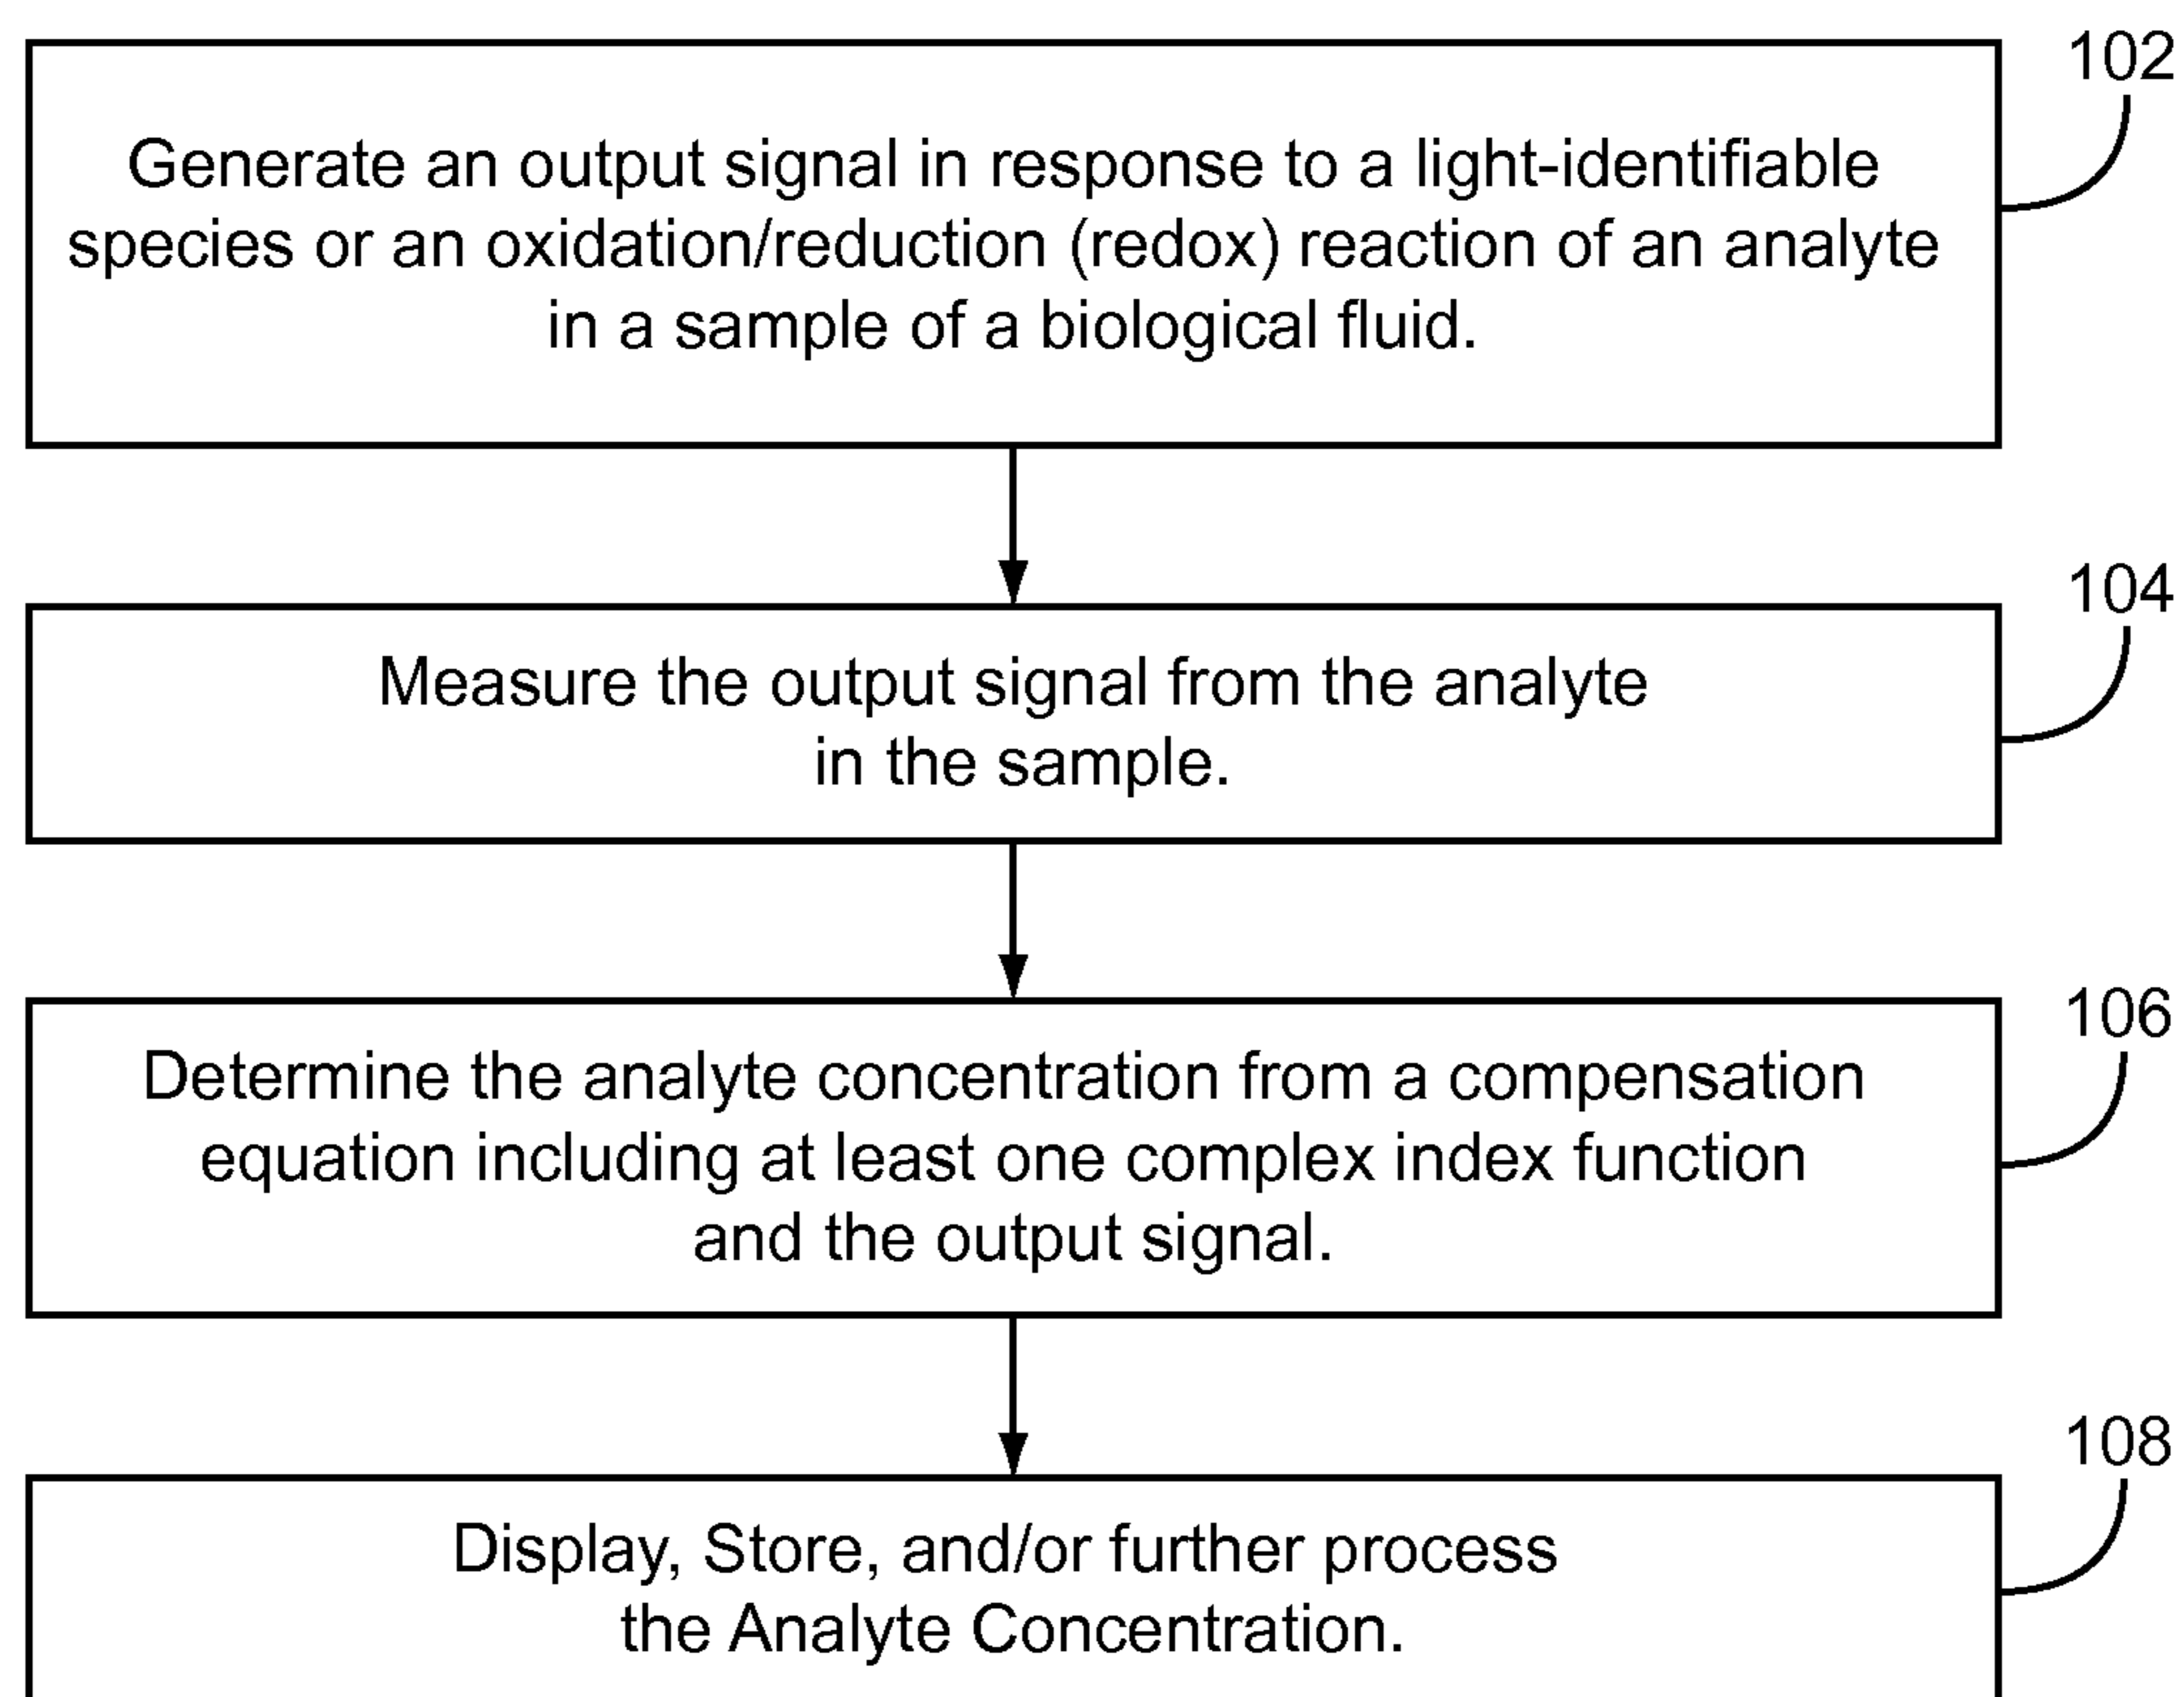 102
Generate an output signal in response to a light-identifiable
species or an oxidation/reduction (redox) reaction of an analyte
in a sample of a biological fluid.
104
Measure the output signal from the analyte
in the sample.
106
Determine the analyte concentration from a compensation
equation including at least one complex index function
and the output signal.
108
Display, Store, and/or further process
the Analyte Concentration.